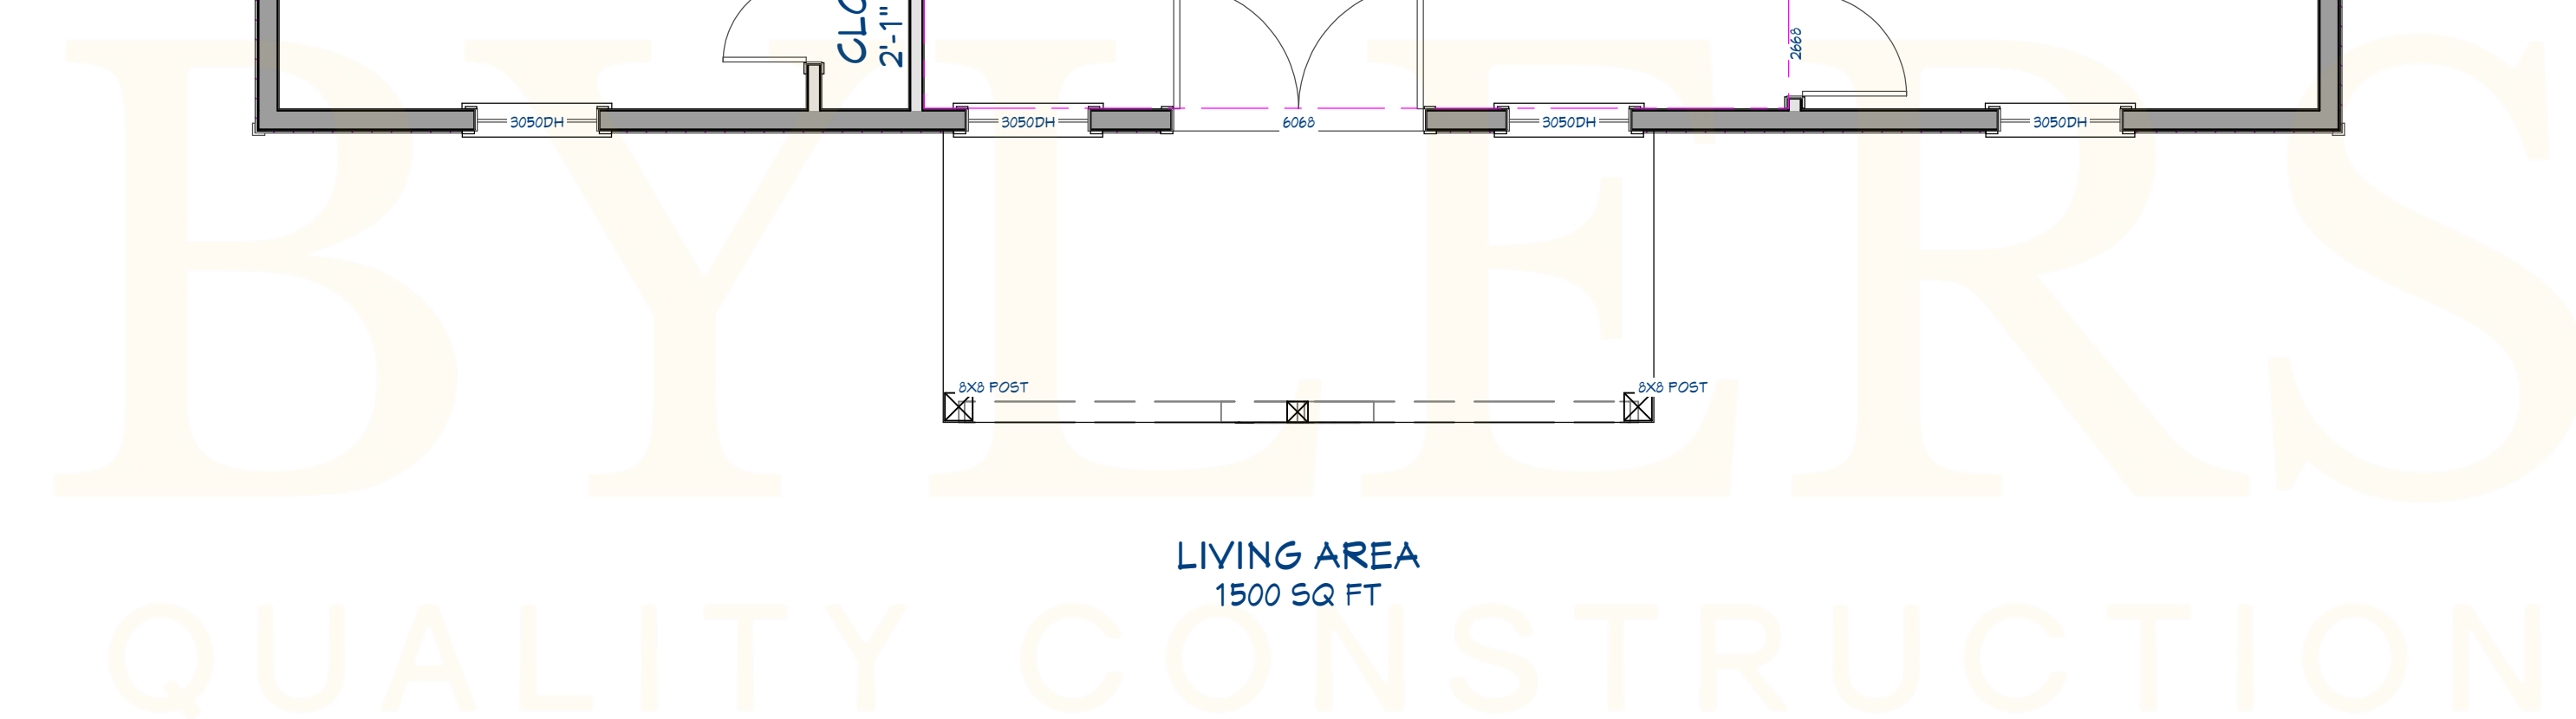 CLO
2'-1"
2668
3050DH
3050DH
6068
3050DH
3050DH
8X8 POST
8X8 POST
LIVING AREA
1500 SQ FT
BYLERS
QUALITY CONSTRUCTION